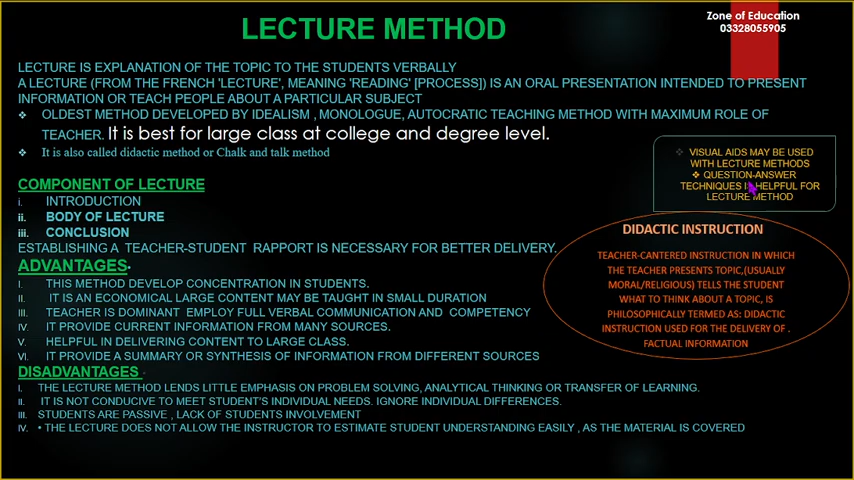 LECTURE METHOD
Zone of Education
03328055905
LECTURE IS EXPLANATION OF THE TOPIC TO THE STUDENTS VERBALLY
A LECTURE (FROM THE FRENCH 'LECTURE', MEANING 'READING' [PROCESS]) IS AN ORAL PRESENTATION INTENDED TO PRESENT
INFORMATION OR TEACH PEOPLE ABOUT A PARTICULAR SUBJECT
❖ OLDEST METHOD DEVELOPED BY IDEALISM , MONOLOGUE, AUTOCRATIC TEACHING METHOD WITH MAXIMUM ROLE OF
TEACHER. It is best for large class at college and degree level.
❖ It is also called didactic method or Chalk and talk method
❖ VISUAL AIDS MAY BE USED
WITH LECTURE METHODS
❖ QUESTION-ANSWER
TECHNIQUES IS HELPFUL FOR
LECTURE METHOD
COMPONENT OF LECTURE
i. INTRODUCTION
ii. BODY OF LECTURE
iii. CONCLUSION
ESTABLISHING A TEACHER-STUDENT RAPPORT IS NECESSARY FOR BETTER DELIVERY.
DIDACTIC INSTRUCTION
TEACHER-CANTERED INSTRUCTION IN WHICH
THE TEACHER PRESENTS TOPIC,(USUALLY
MORAL/RELIGIOUS) TELLS THE STUDENT
WHAT TO THINK ABOUT A TOPIC, IS
PHILOSOPHICALLY TERMED AS: DIDACTIC
INSTRUCTION USED FOR THE DELIVERY OF .
FACTUAL INFORMATION
ADVANTAGES.
I. THIS METHOD DEVELOP CONCENTRATION IN STUDENTS.
II. IT IS AN ECONOMICAL LARGE CONTENT MAY BE TAUGHT IN SMALL DURATION
III. TEACHER IS DOMINANT EMPLOY FULL VERBAL COMMUNICATION AND COMPETENCY
IV. IT PROVIDE CURRENT INFORMATION FROM MANY SOURCES.
V. HELPFUL IN DELIVERING CONTENT TO LARGE CLASS.
VI. IT PROVIDE A SUMMARY OR SYNTHESIS OF INFORMATION FROM DIFFERENT SOURCES
DISADVANTAGES .
I. THE LECTURE METHOD LENDS LITTLE EMPHASIS ON PROBLEM SOLVING, ANALYTICAL THINKING OR TRANSFER OF LEARNING.
II. IT IS NOT CONDUCIVE TO MEET STUDENT'S INDIVIDUAL NEEDS. IGNORE INDIVIDUAL DIFFERENCES.
III. STUDENTS ARE PASSIVE , LACK OF STUDENTS INVOLVEMENT
IV. • THE LECTURE DOES NOT ALLOW THE INSTRUCTOR TO ESTIMATE STUDENT UNDERSTANDING EASILY , AS THE MATERIAL IS COVERED